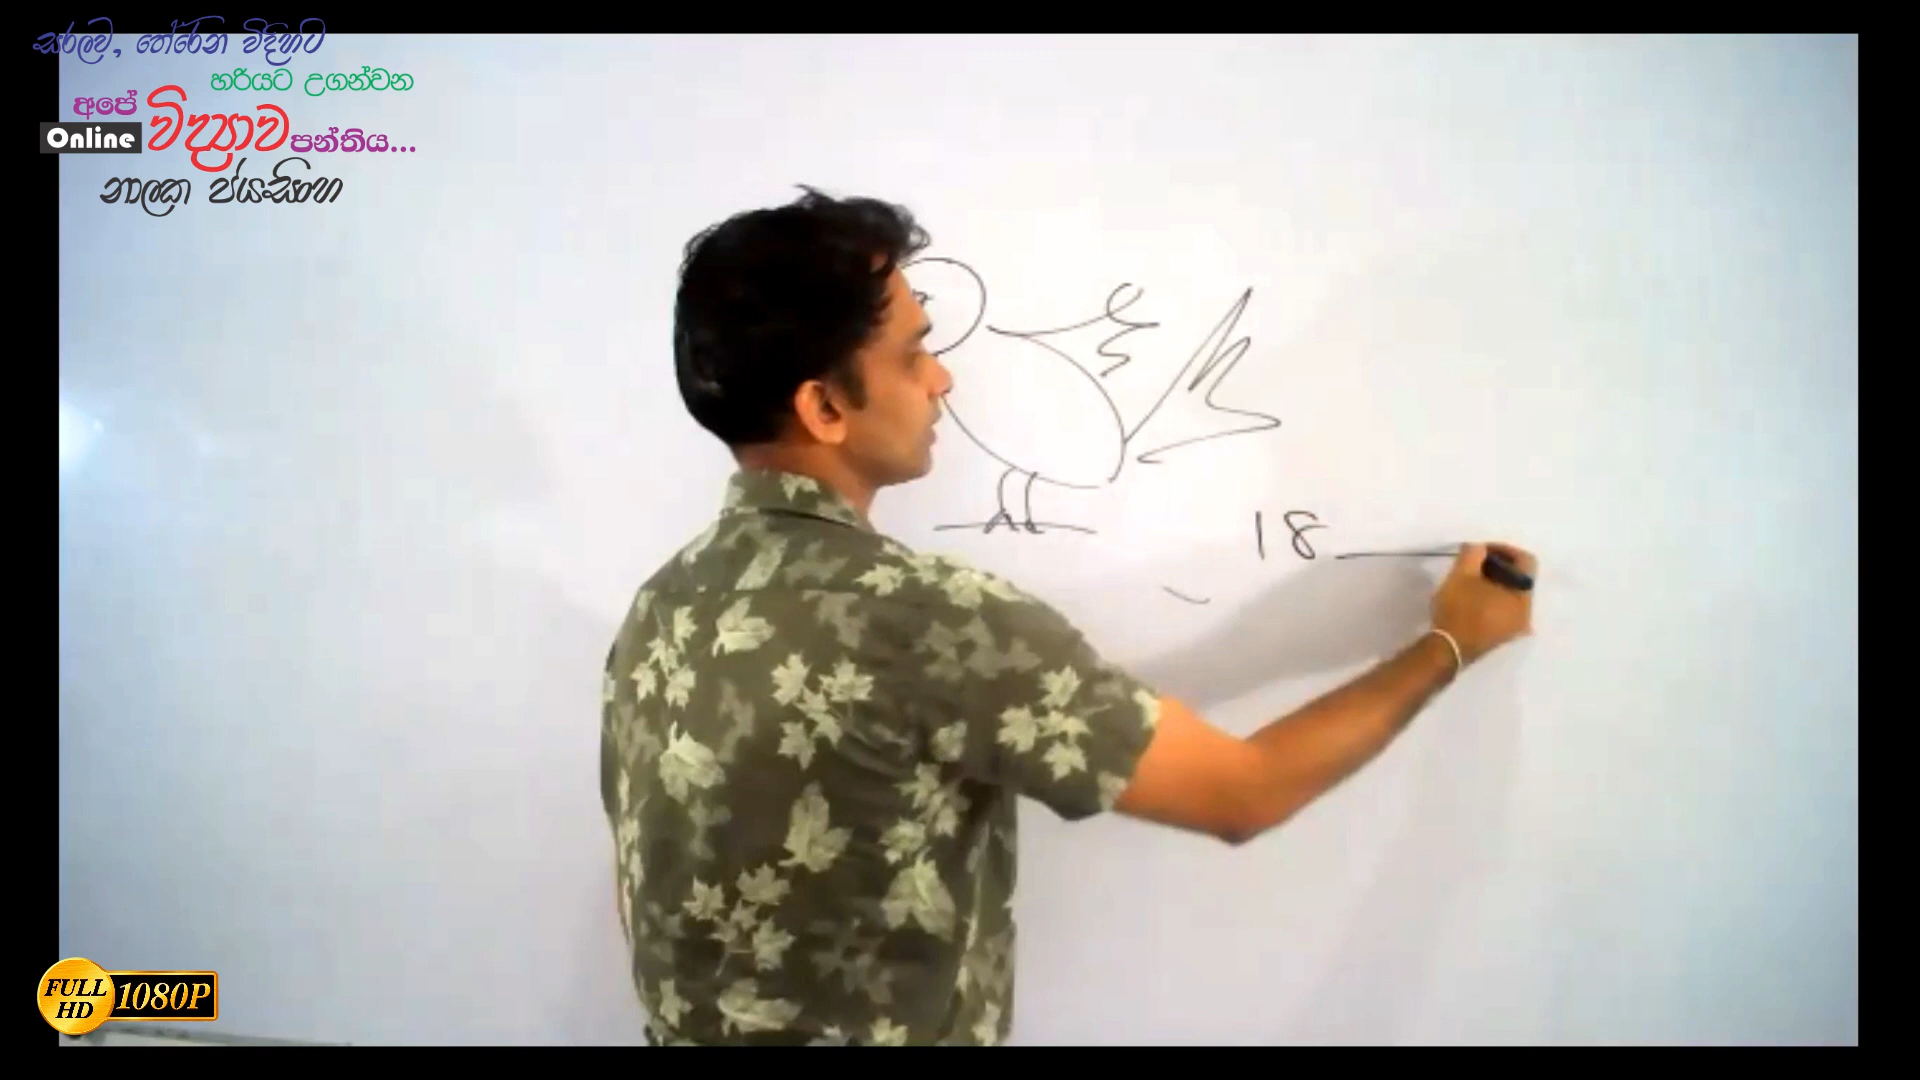 සරලව, තේරෙන විදිහට
හරියට උගන්වන
අපේ
Online විද්‍යාව පන්තිය...
නාලක ජයසිංහ
18
FULL HD 1080P